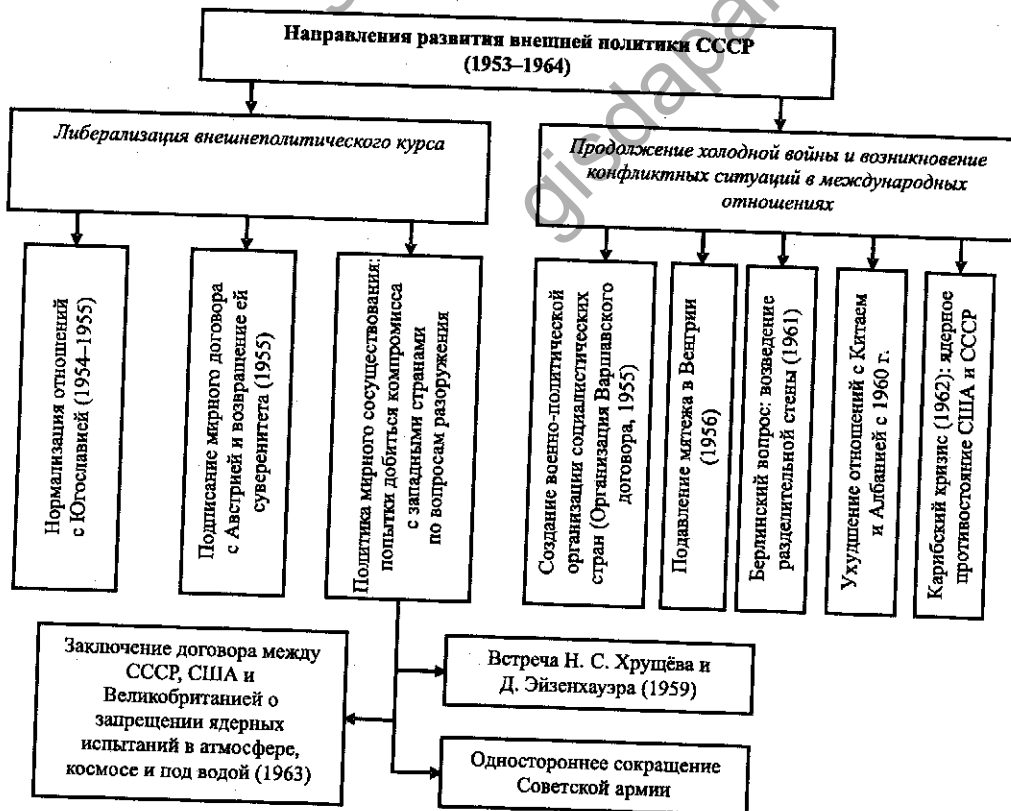 Направления развития внешней политики СССР
(1953–1964)
Либерализация внешнеполитического курса
Продолжение холодной войны и возникновение
конфликтных ситуаций в международных
отношениях
Нормализация отношений
с Югославией (1954–1955)
Подписание мирного договора
с Австрией и возвращение ей
суверенитета (1955)
Политика мирного сосуществования:
попытки добиться компромисса
с западными странами
по вопросам разоружения
Создание военно-политической
организации социалистических
стран (Организация Варшавского
договора, 1955)
Подавление мятежа в Венгрии
(1956)
Берлинский вопрос: возведение
разделительной стены (1961)
Ухудшение отношений с Китаем
и Албанией с 1960 г.
Карибский кризис (1962): ядерное
противостояние США и СССР
Заключение договора между
СССР, США и
Великобританией о
запрещении ядерных
испытаний в атмосфере,
космосе и под водой (1963)
Встреча Н. С. Хрущёва и
Д. Эйзенхауэра (1959)
Одностороннее сокращение
Советской армии